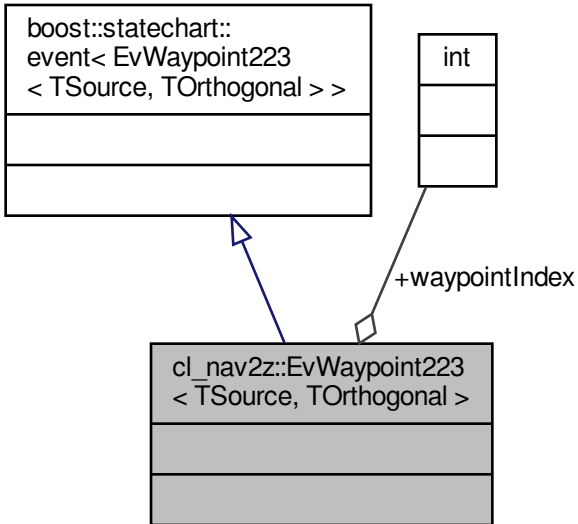 boost::statechart::
event< EvWaypoint223
< TSource, TOrthogonal > >
int
+waypointIndex
cl_nav2z::EvWaypoint223
< TSource, TOrthogonal >